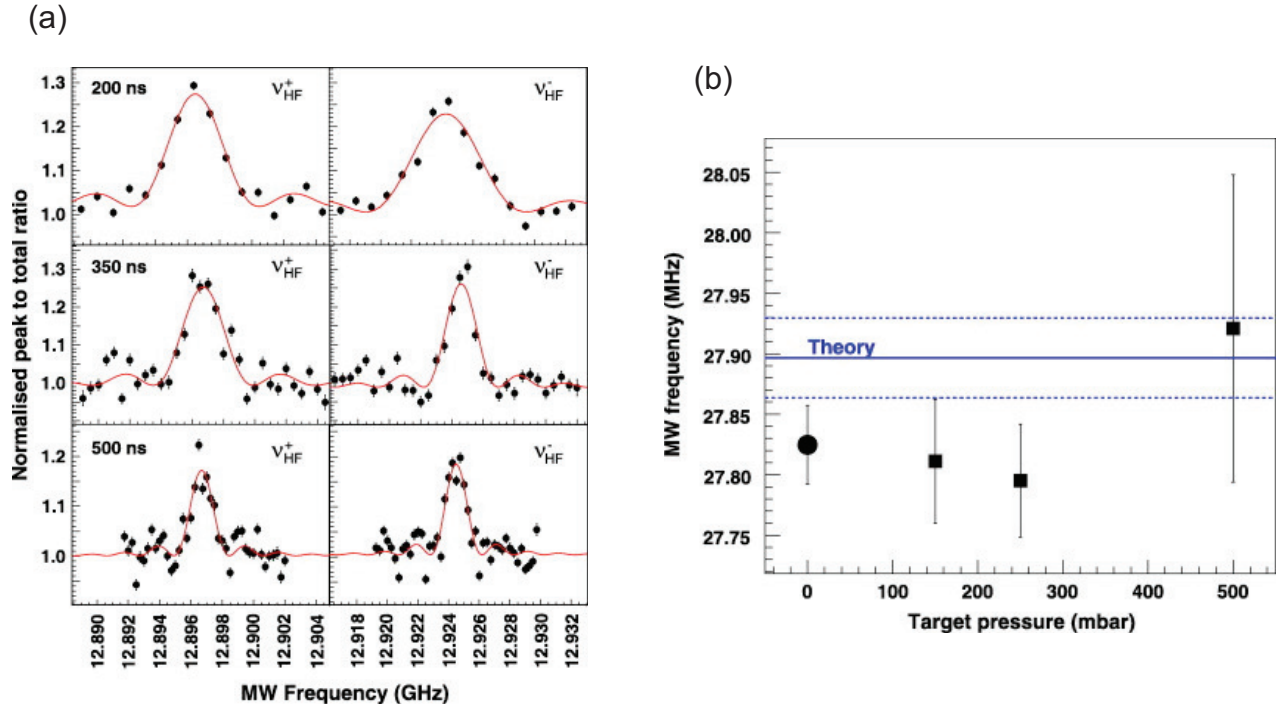 (a)
Normalised peak to total ratio
1.3
1.2
1.1
1.0
200 ns
ν⁺HF
ν⁻HF
1.3
1.2
1.1
1.0
350 ns
ν⁺HF
ν⁻HF
1.2
1.1
1.0
500 ns
ν⁺HF
ν⁻HF
12.890
12.892
12.894
12.896
12.898
12.900
12.902
12.904
12.918
12.920
12.922
12.924
12.926
12.928
12.930
12.932
MW Frequency (GHz)
(b)
MW frequency (MHz)
28.05
28.00
27.95
27.90
27.85
27.80
27.75
Theory
0
100
200
300
400
500
Target pressure (mbar)